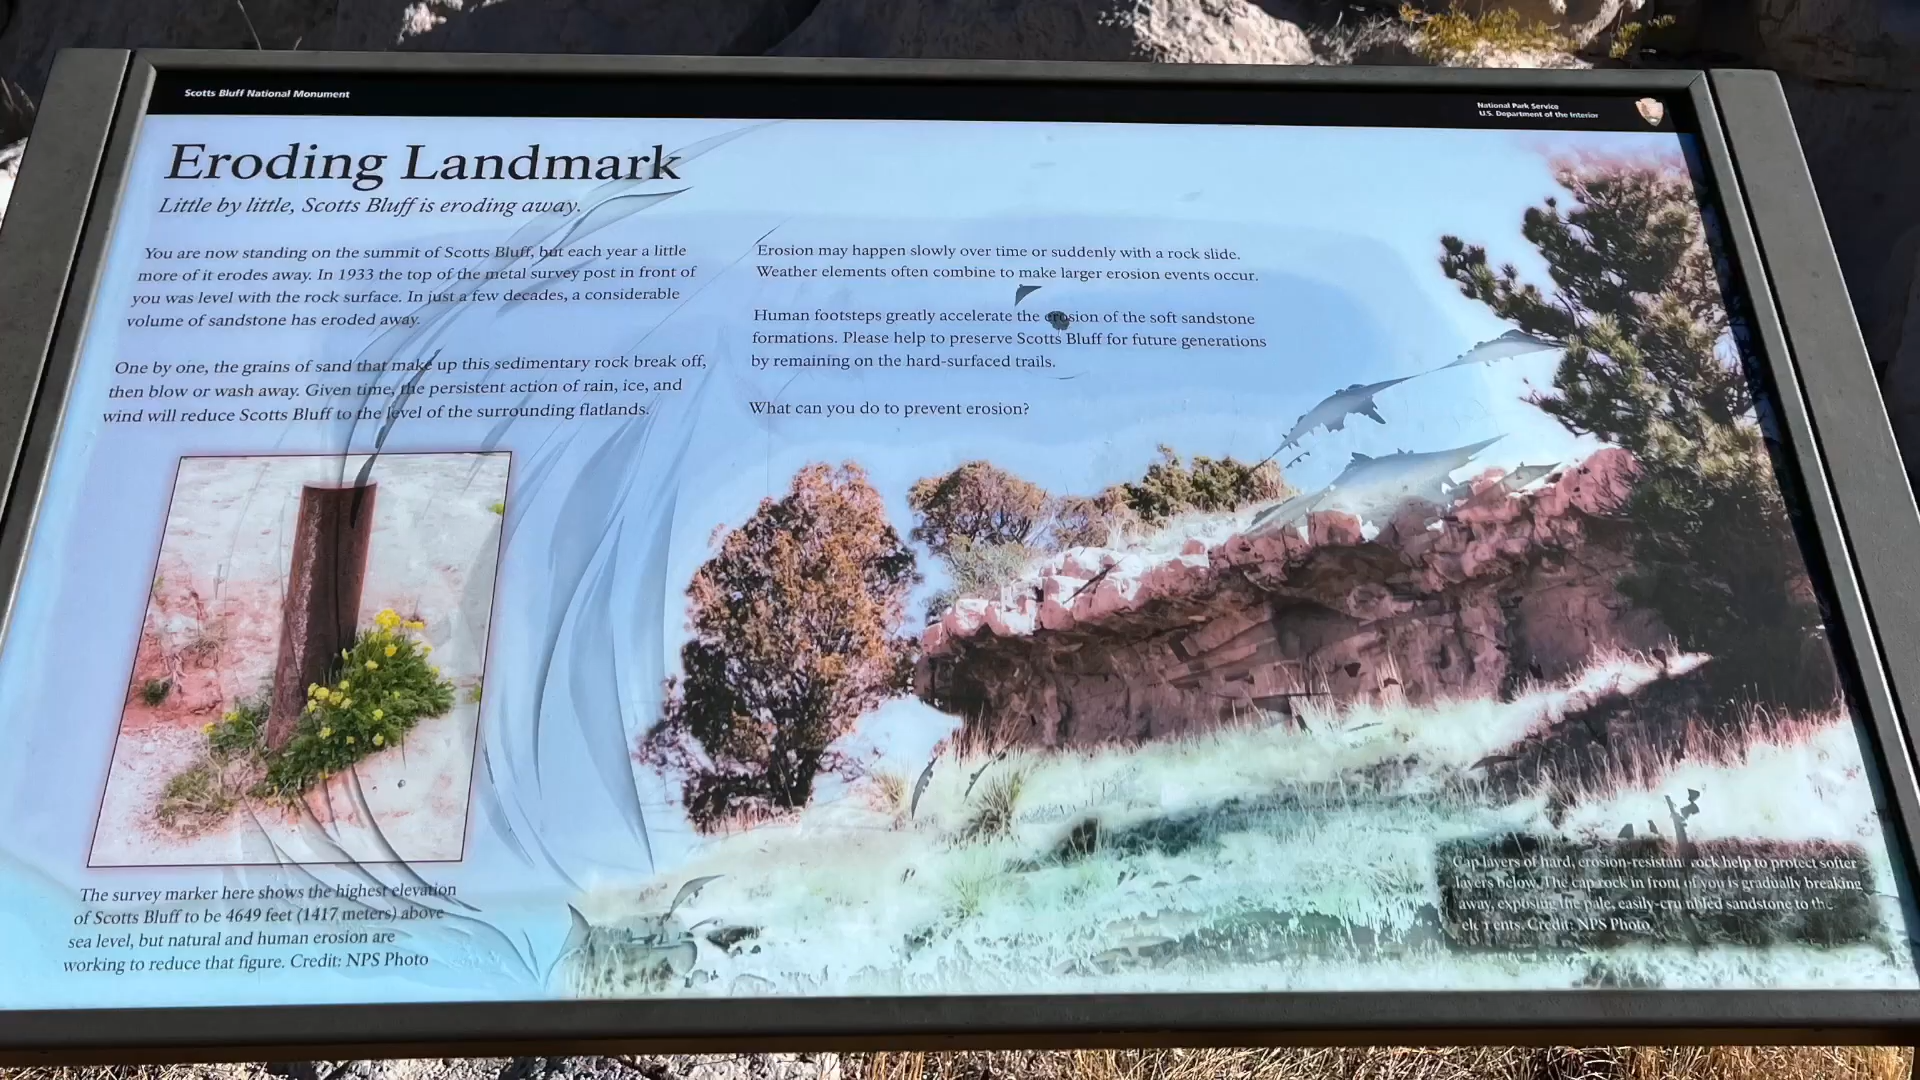 Scotts Bluff National Monument
National Park Service
U.S. Department of the Interior
Eroding Landmark
Little by little, Scotts Bluff is eroding away.
You are now standing on the summit of Scotts Bluff, but each year a little
more of it erodes away. In 1933 the top of the metal survey post in front of
you was level with the rock surface. In just a few decades, a considerable
volume of sandstone has eroded away.
One by one, the grains of sand that make up this sedimentary rock break off,
then blow or wash away. Given time, the persistent action of rain, ice, and
wind will reduce Scotts Bluff to the level of the surrounding flatlands.
Erosion may happen slowly over time or suddenly with a rock slide.
Weather elements often combine to make larger erosion events occur.
Human footsteps greatly accelerate the erosion of the soft sandstone
formations. Please help to preserve Scotts Bluff for future generations
by remaining on the hard-surfaced trails.
What can you do to prevent erosion?
The survey marker here shows the highest elevation
of Scotts Bluff to be 4649 feet (1417 meters) above
sea level, but natural and human erosion are
working to reduce that figure. Credit: NPS Photo
Cap layers of hard, erosion-resistant rock help to protect softer
layers below. The cap rock in front of you is gradually breaking
away, exposing the pale, easily-crumbled sandstone to the
elements. Credit: NPS Photo